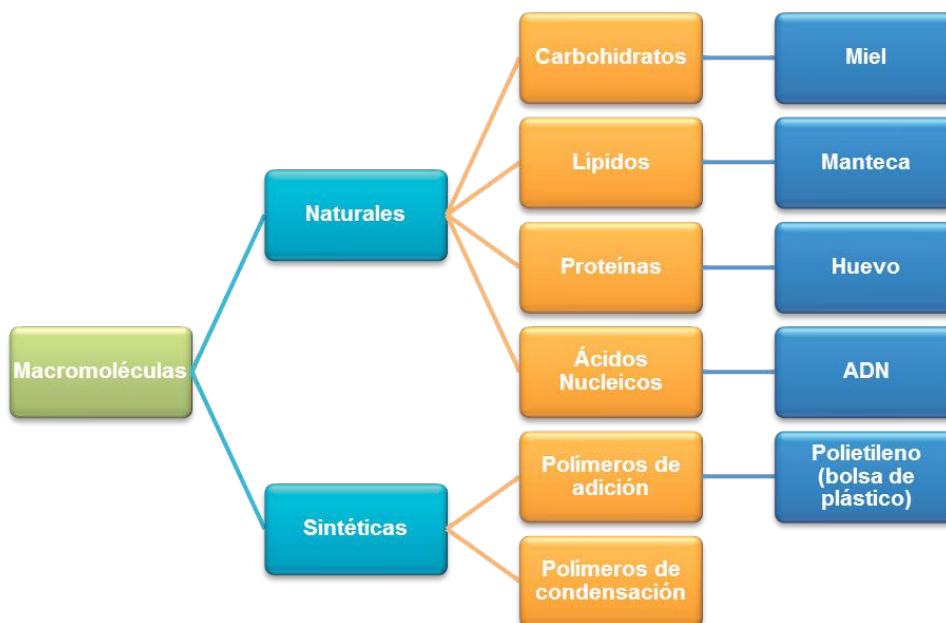 Carbohidratos
Miel
Lípidos
Manteca
Naturales
Proteínas
Huevo
Macromoléculas
Ácidos
Nucleicos
ADN
Polímeros de
adición
Polietileno
(bolsa de
plástico)
Sintéticas
Polímeros de
condensación